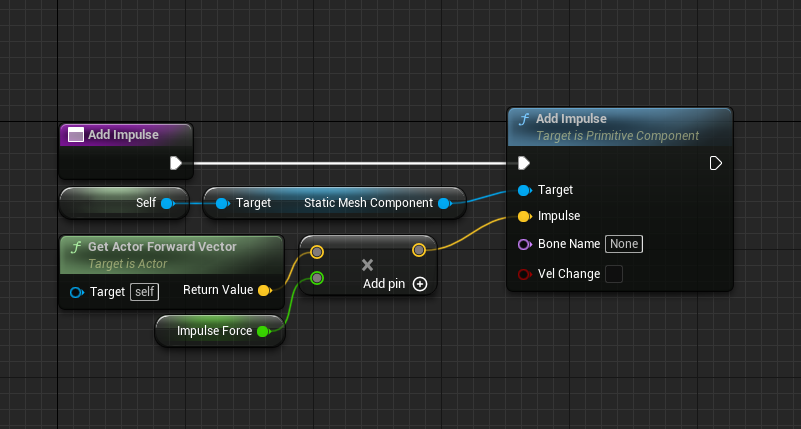 Add Impulse
f Add Impulse
Target is Primitive Component
Self
Target
Static Mesh Component
Target
Impulse
f Get Actor Forward Vector
Target is Actor
Target self
Return Value
×
Add pin
Bone Name None
Vel Change
Impulse Force